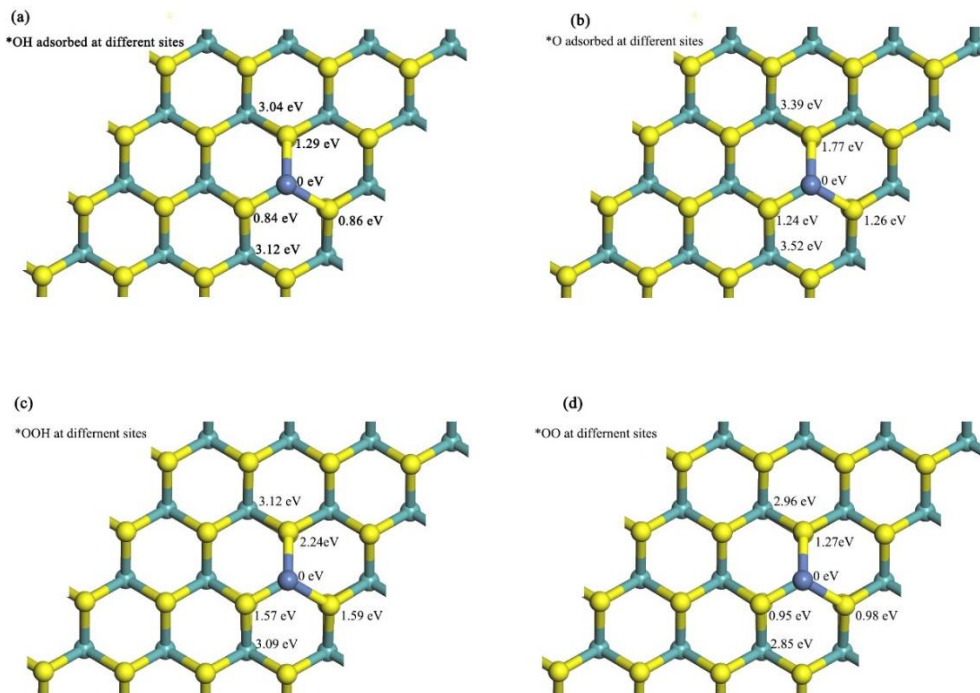 (a)
*OH adsorbed at different sites
3.04 eV
1.29 eV
0 eV
0.84 eV
0.86 eV
3.12 eV
(b)
*O adsorbed at different sites
3.39 eV
1.77 eV
0 eV
1.24 eV
1.26 eV
3.52 eV
(c)
*OOH at differnent sites
3.12 eV
2.24eV
0 eV
1.57 eV
1.59 eV
3.09 eV
(d)
*OO at differnent sites
2.96 eV
1.27eV
0 eV
0.95 eV
0.98 eV
2.85 eV